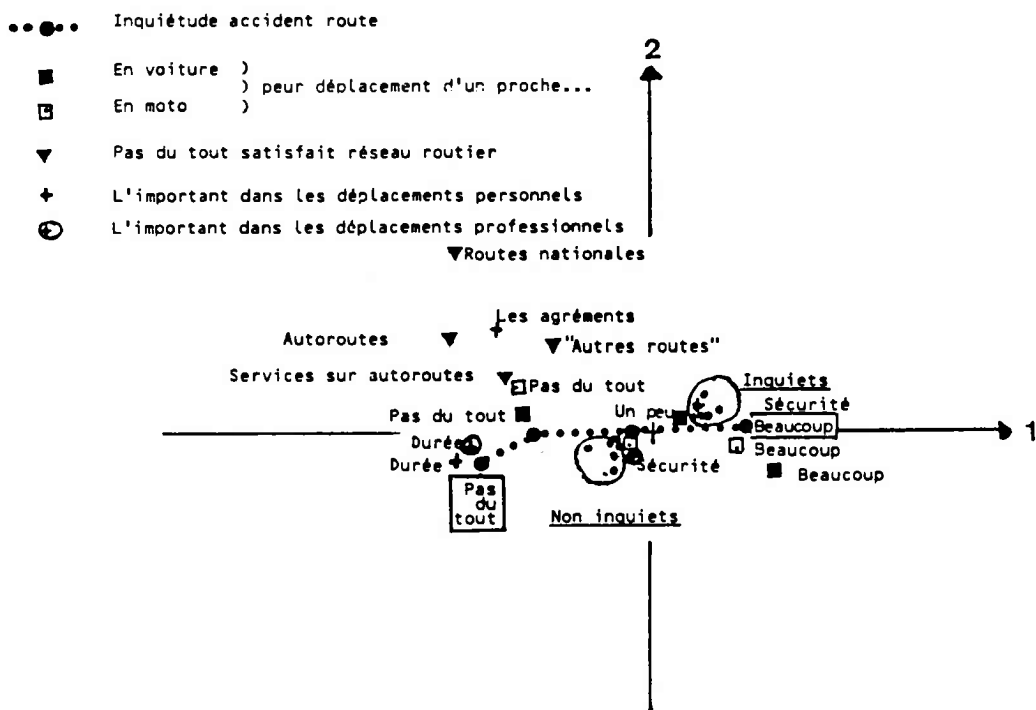 Inquiétude accident route
2
En voiture )
) peur déplacement d'un proche...
En moto )
Pas du tout satisfait réseau routier
L'important dans les déplacements personnels
L'important dans les déplacements professionnels
Routes nationales
Les agréments
Autoroutes
"Autres routes"
Services sur autoroutes
Pas du tout
Inquiets
Pas du tout
Un peu
Sécurité
Beaucoup
1
Durée
Beaucoup
Durée
Sécurité
Beaucoup
Pas
du
tout
Non inquiets